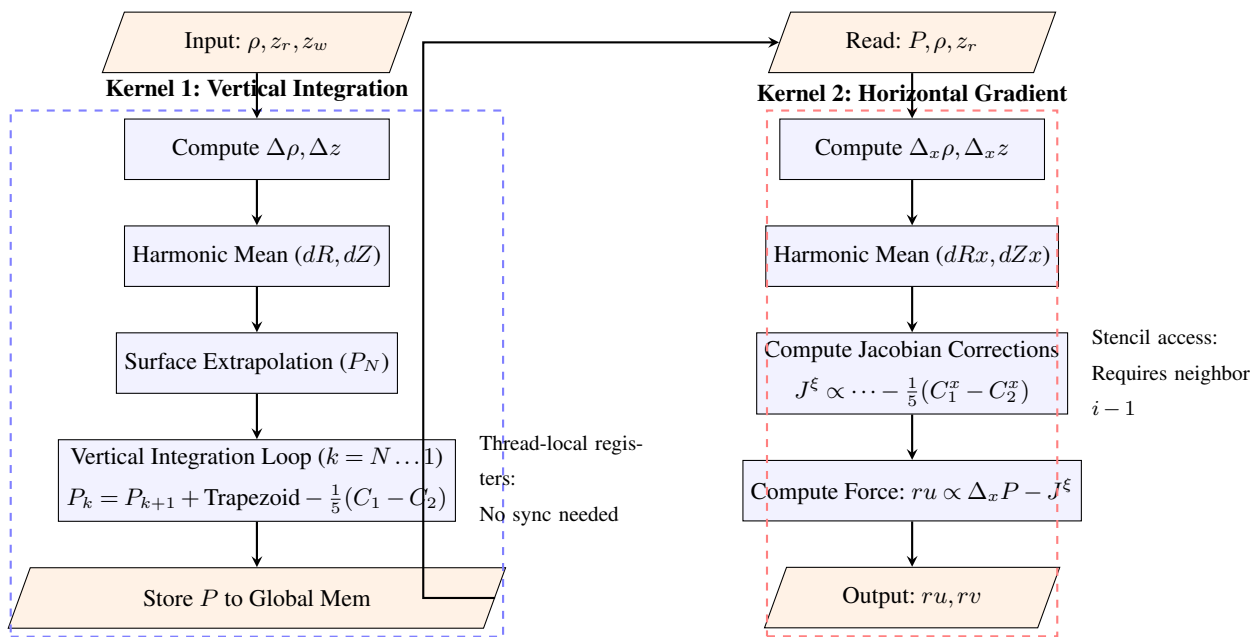 Input: ρ, z_r, z_w
Kernel 1: Vertical Integration
Compute Δρ, Δz
Harmonic Mean (dR, dZ)
Surface Extrapolation (P_N)
Vertical Integration Loop (k = N … 1)
P_k = P_{k+1} + Trapezoid − \frac{1}{5}(C_1 − C_2)
Thread-local regis-
ters:
No sync needed
Store P to Global Mem
Read: P, ρ, z_r
Kernel 2: Horizontal Gradient
Compute Δ_xρ, Δ_xz
Harmonic Mean (dRx, dZx)
Compute Jacobian Corrections
J^ξ ∝ ⋯ − \frac{1}{5}(C_1^x − C_2^x)
Stencil access:
Requires neighbor
i − 1
Compute Force: ru ∝ Δ_xP − J^ξ
Output: ru, rv